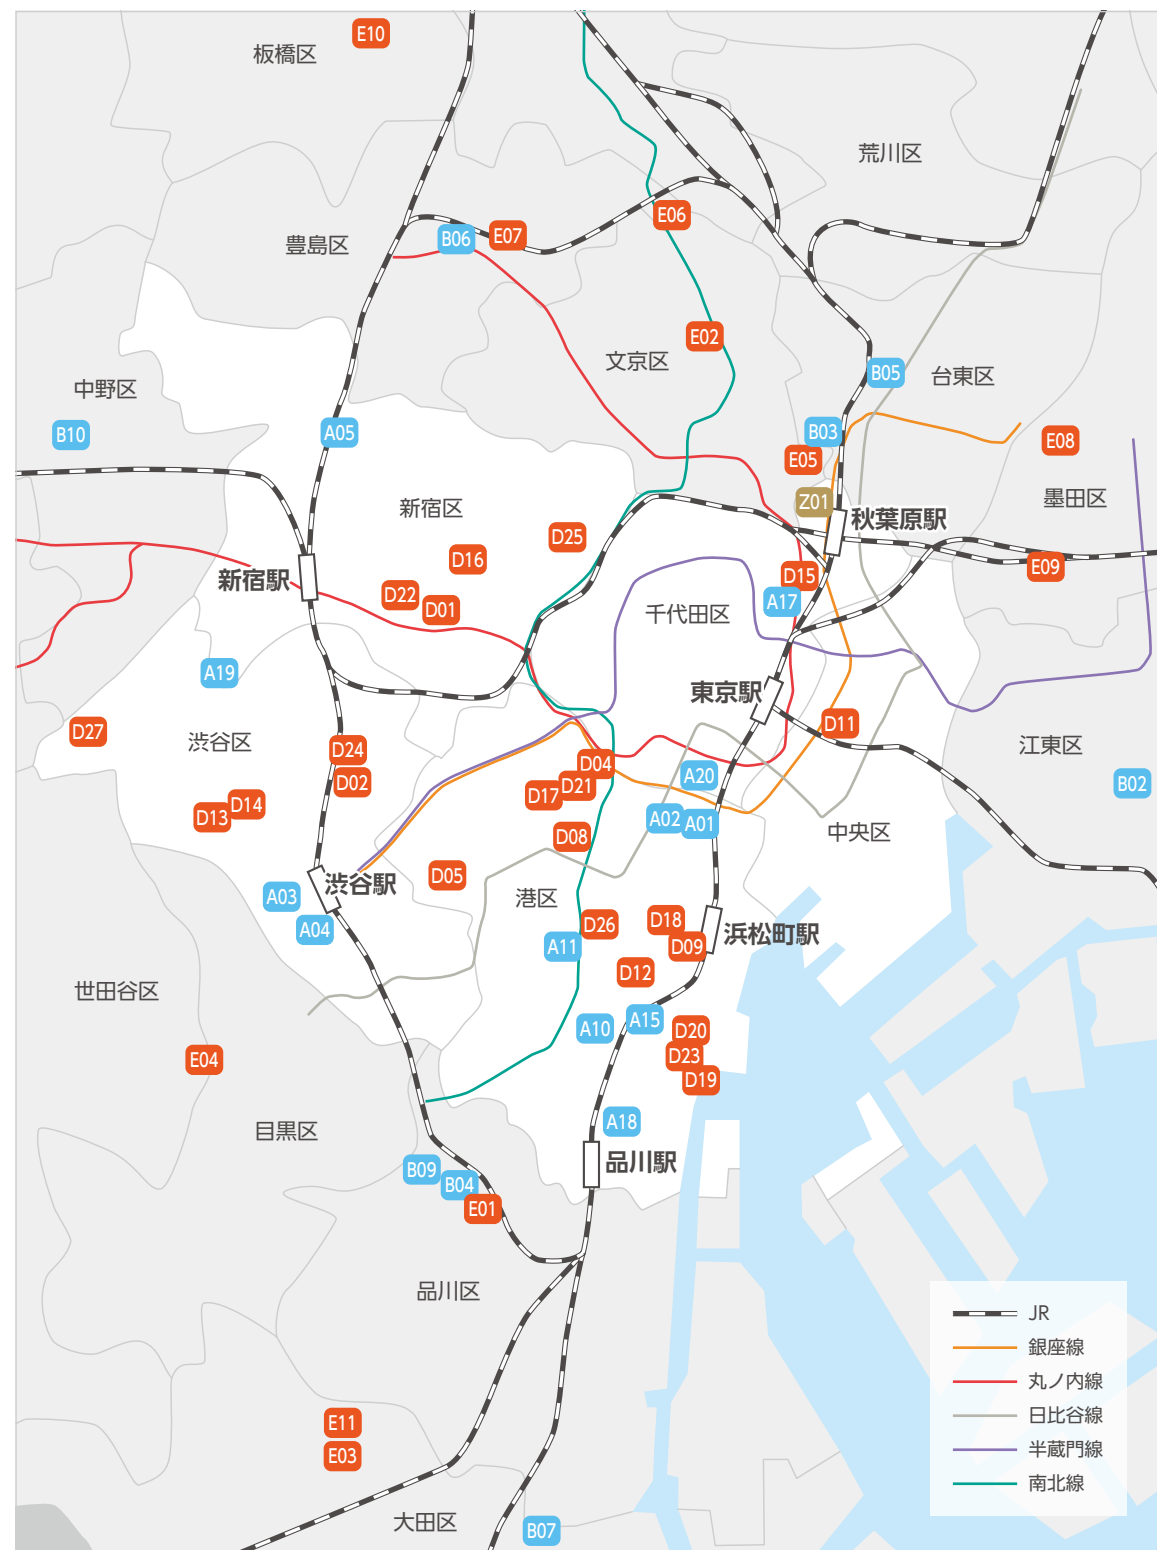 E10
板橋区
荒川区
E06
B06
E07
豊島区
E02
文京区
B05
台東区
中野区
B10
A05
B03
E08
E05
墨田区
Z01
新宿区
秋葉原駅
D25
D16
E09
新宿駅
D15
D22
D01
A17
千代田区
A19
東京駅
D27
D11
渋谷区
D24
江東区
D04
A20
D02
D21
B02
D17
D14
D13
A02
A01
中央区
D08
D05
渋谷駅
A03
港区
D18
D26
A04
浜松町駅
A11
D09
D12
世田谷区
A15
A10
D20
E04
D23
D19
A18
目黒区
品川駅
B09
B04
E01
品川区
JR
銀座線
丸ノ内線
日比谷線
半蔵門線
南北線
E11
E03
大田区
B07